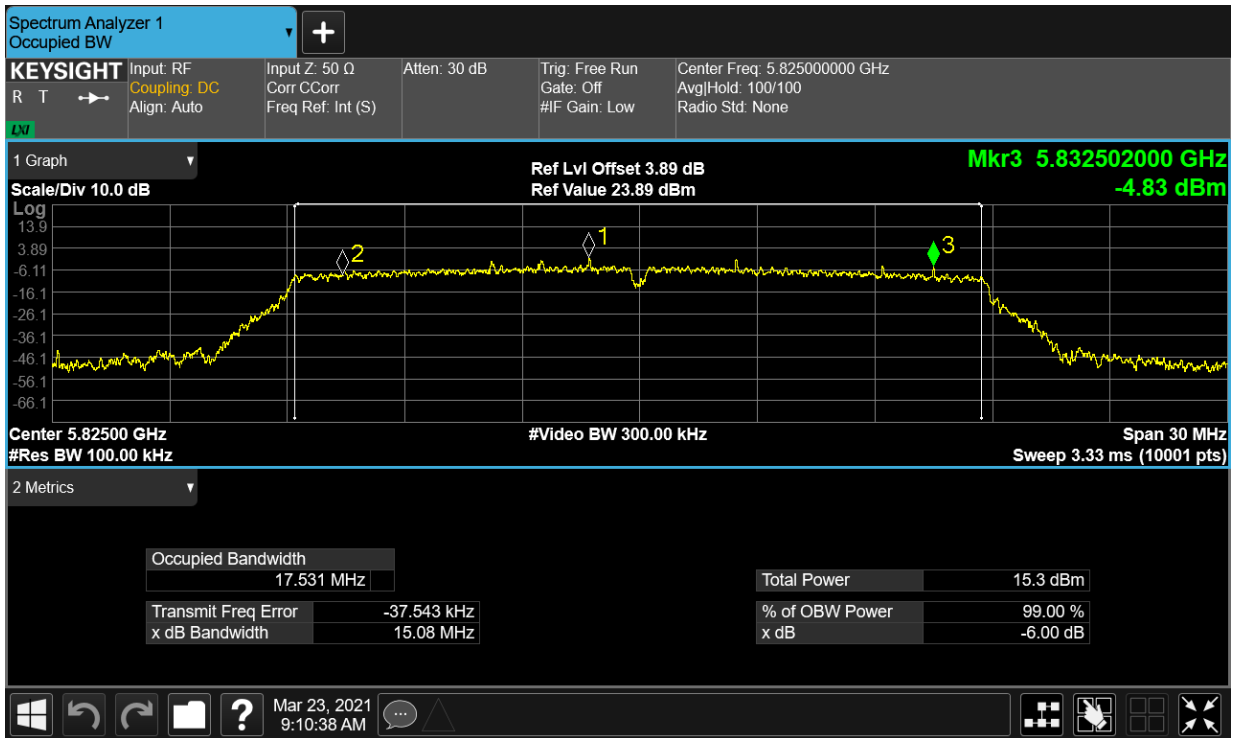 Spectrum Analyzer 1
Occupied BW
KEYSIGHT
R T
LXI
Input: RF
Coupling: DC
Align: Auto
Input Z: 50 Ω
Corr CCorr
Freq Ref: Int (S)
Atten: 30 dB
Trig: Free Run
Gate: Off
#IF Gain: Low
Center Freq: 5.825000000 GHz
Avg|Hold: 100/100
Radio Std: None
1 Graph
Scale/Div 10.0 dB
Ref Lvl Offset 3.89 dB
Ref Value 23.89 dBm
Mkr3 5.832502000 GHz
-4.83 dBm
Log
13.9
3.89
-6.11
-16.1
-26.1
-36.1
-46.1
-56.1
-66.1
2
1
3
Center 5.82500 GHz
#Video BW 300.00 kHz
Span 30 MHz
#Res BW 100.00 kHz
Sweep 3.33 ms (10001 pts)
2 Metrics
Occupied Bandwidth
17.531 MHz
Transmit Freq Error -37.543 kHz
x dB Bandwidth 15.08 MHz
Total Power 15.3 dBm
% of OBW Power 99.00 %
x dB -6.00 dB
?
Mar 23, 2021
9:10:38 AM